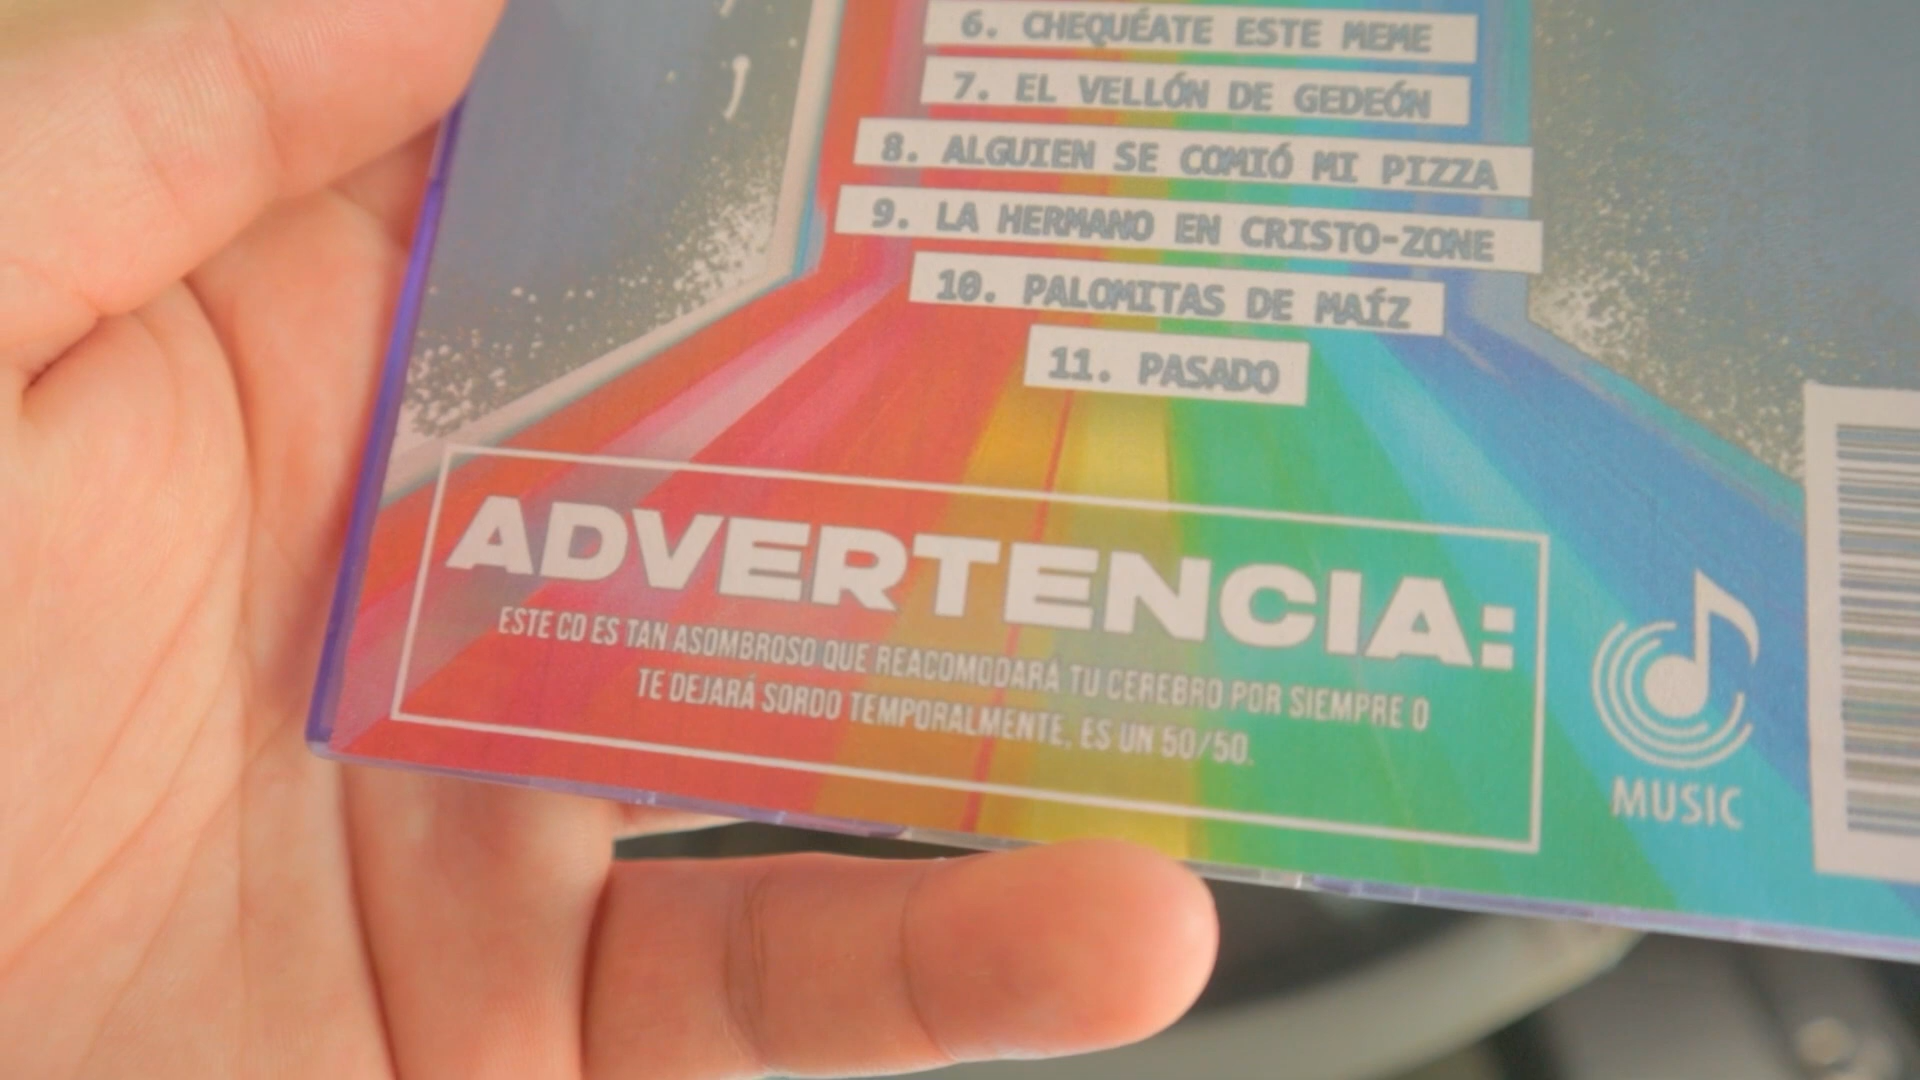 6. CHEQUÉATE ESTE MEME
7. EL VELLÓN DE GEDEÓN
8. ALGUIEN SE COMIÓ MI PIZZA
9. LA HERMANO EN CRISTO-ZONE
10. PALOMITAS DE MAÍZ
11. PASADO
ADVERTENCIA:
ESTE CD ES TAN ASOMBROSO QUE REACOMODARÁ TU CEREBRO POR SIEMPRE O
TE DEJARÁ SORDO TEMPORALMENTE, ES UN 50/50.
MUSIC